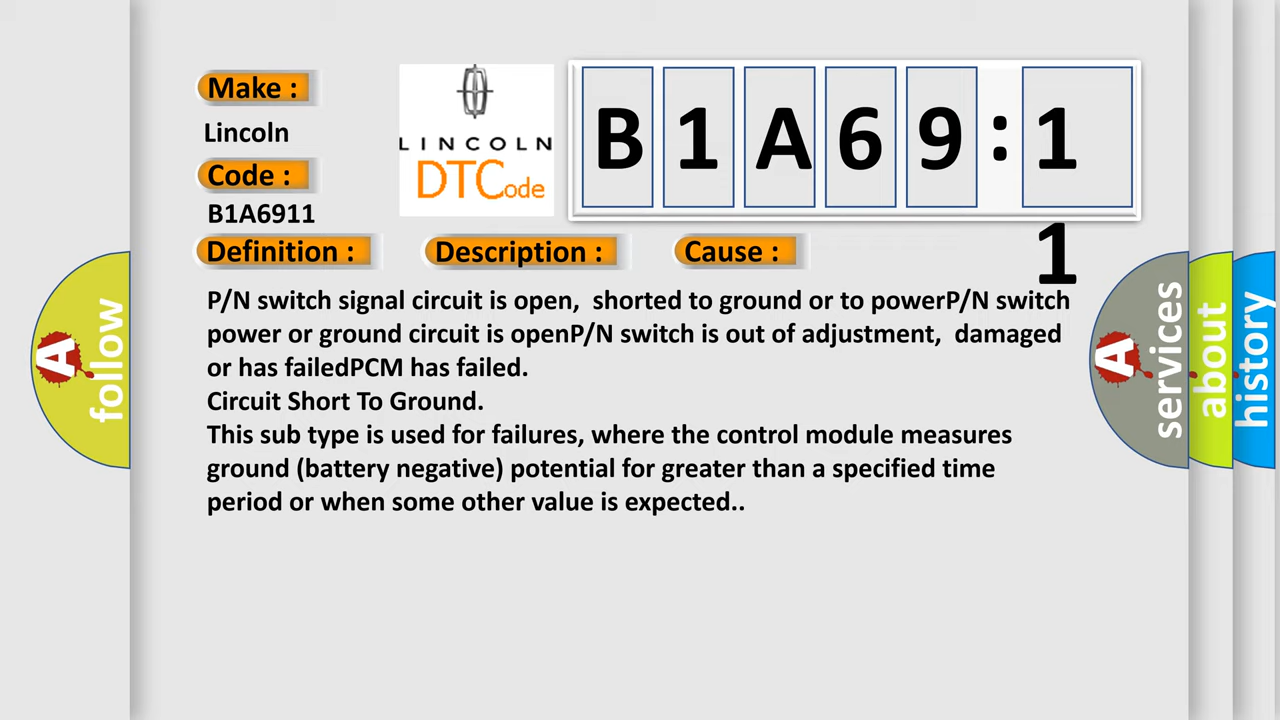 Make :
Lincoln
Code :
B1A6911
LINCOLN
DTCode
B1A69:1
1
Definition :
Description :
Cause :
P/N switch signal circuit is open,  shorted to ground or to powerP/N switch
power or ground circuit is openP/N switch is out of adjustment,  damaged
or has failedPCM has failed.
Circuit Short To Ground.
This sub type is used for failures, where the control module measures
ground (battery negative) potential for greater than a specified time
period or when some other value is expected..
A
follow
A
services
about
history